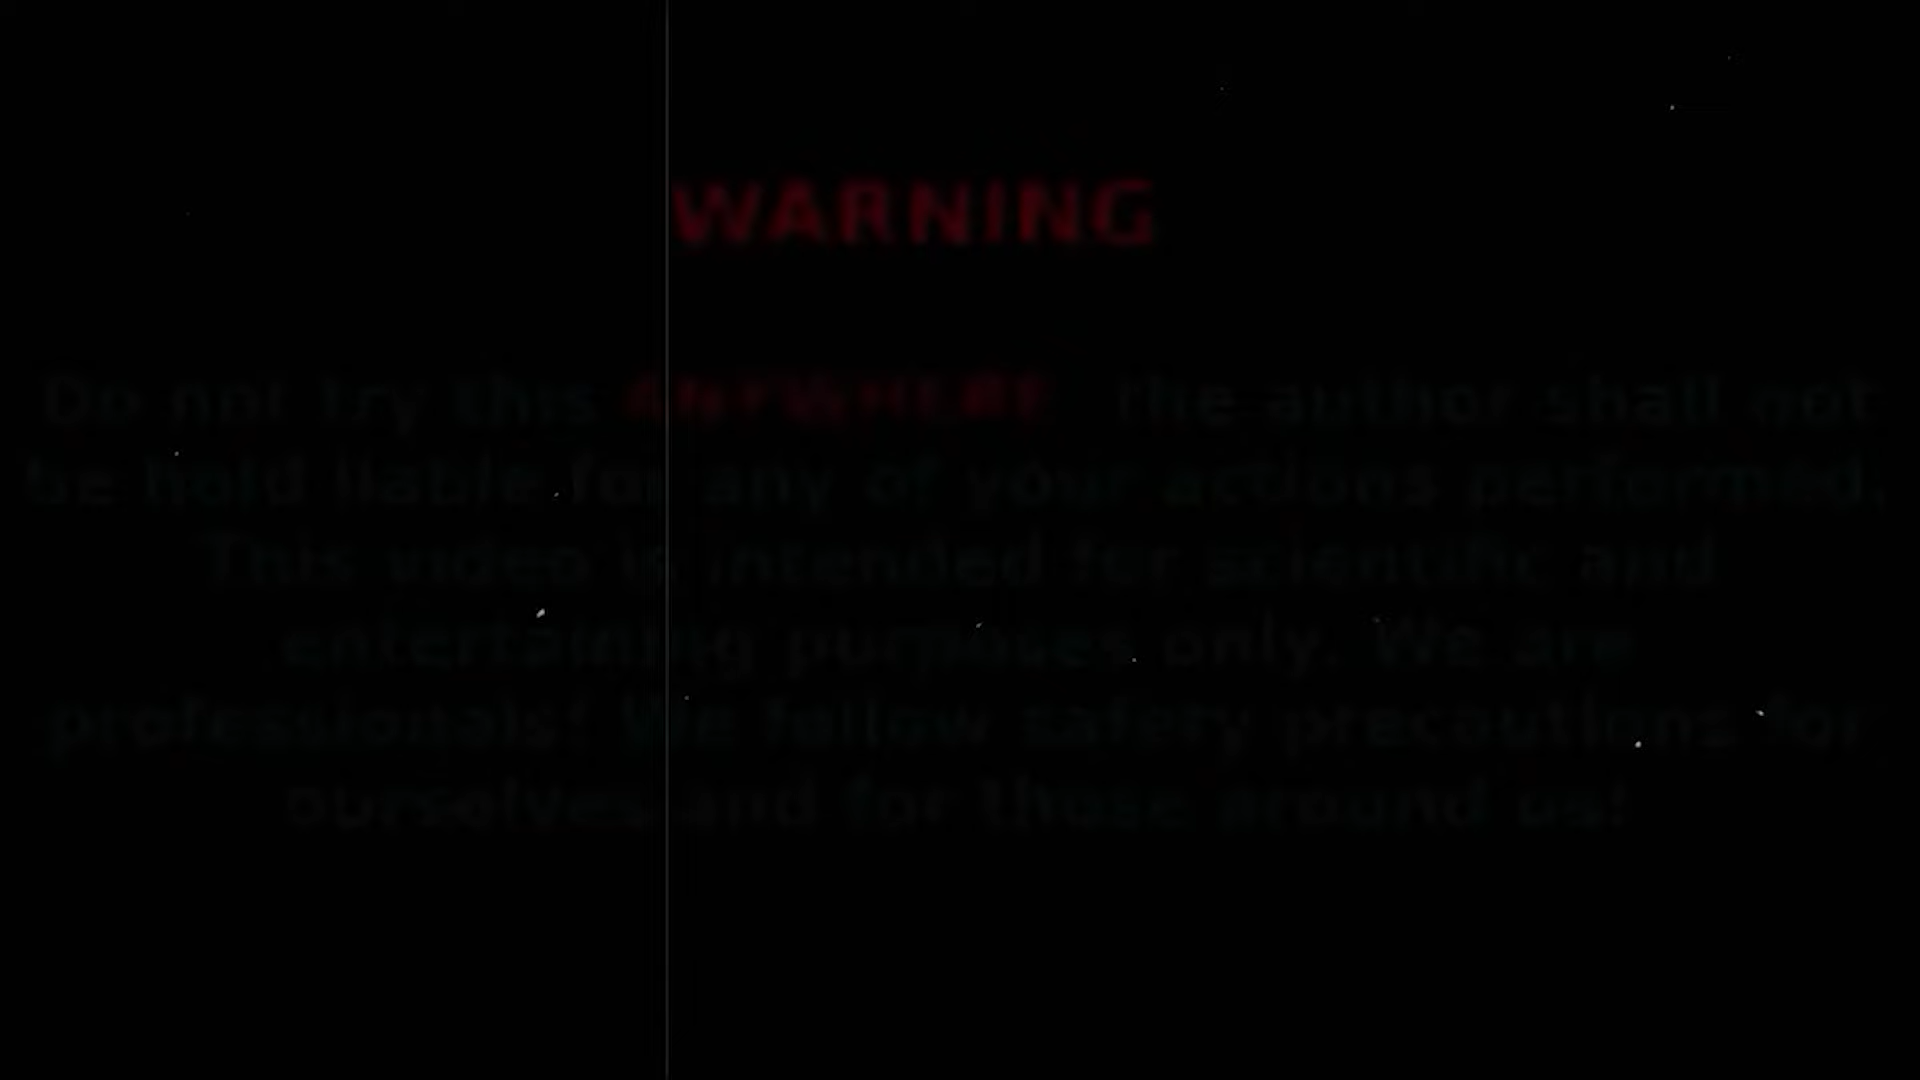 WARNING
Do not try this ANYWHERE The author shall not
be hold liable for any of your actions performed.
This video is intended for scientific and
entertaining purposes only. We are
professionals! We follow safety precautions for
ourselves and for those around us!